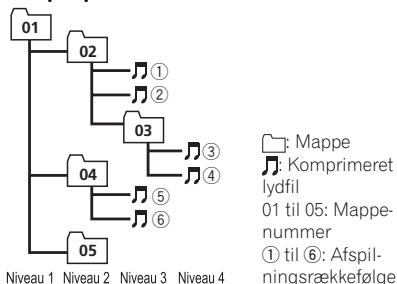 01
02
①
②
03
③
④
04
⑤
⑥
05
Niveau 1 Niveau 2 Niveau 3 Niveau 4
: Mappe
: Komprimeret
lydfil
01 til 05: Mappe-
nummer
① til ⑥: Afspil-
ningsrækkefølge